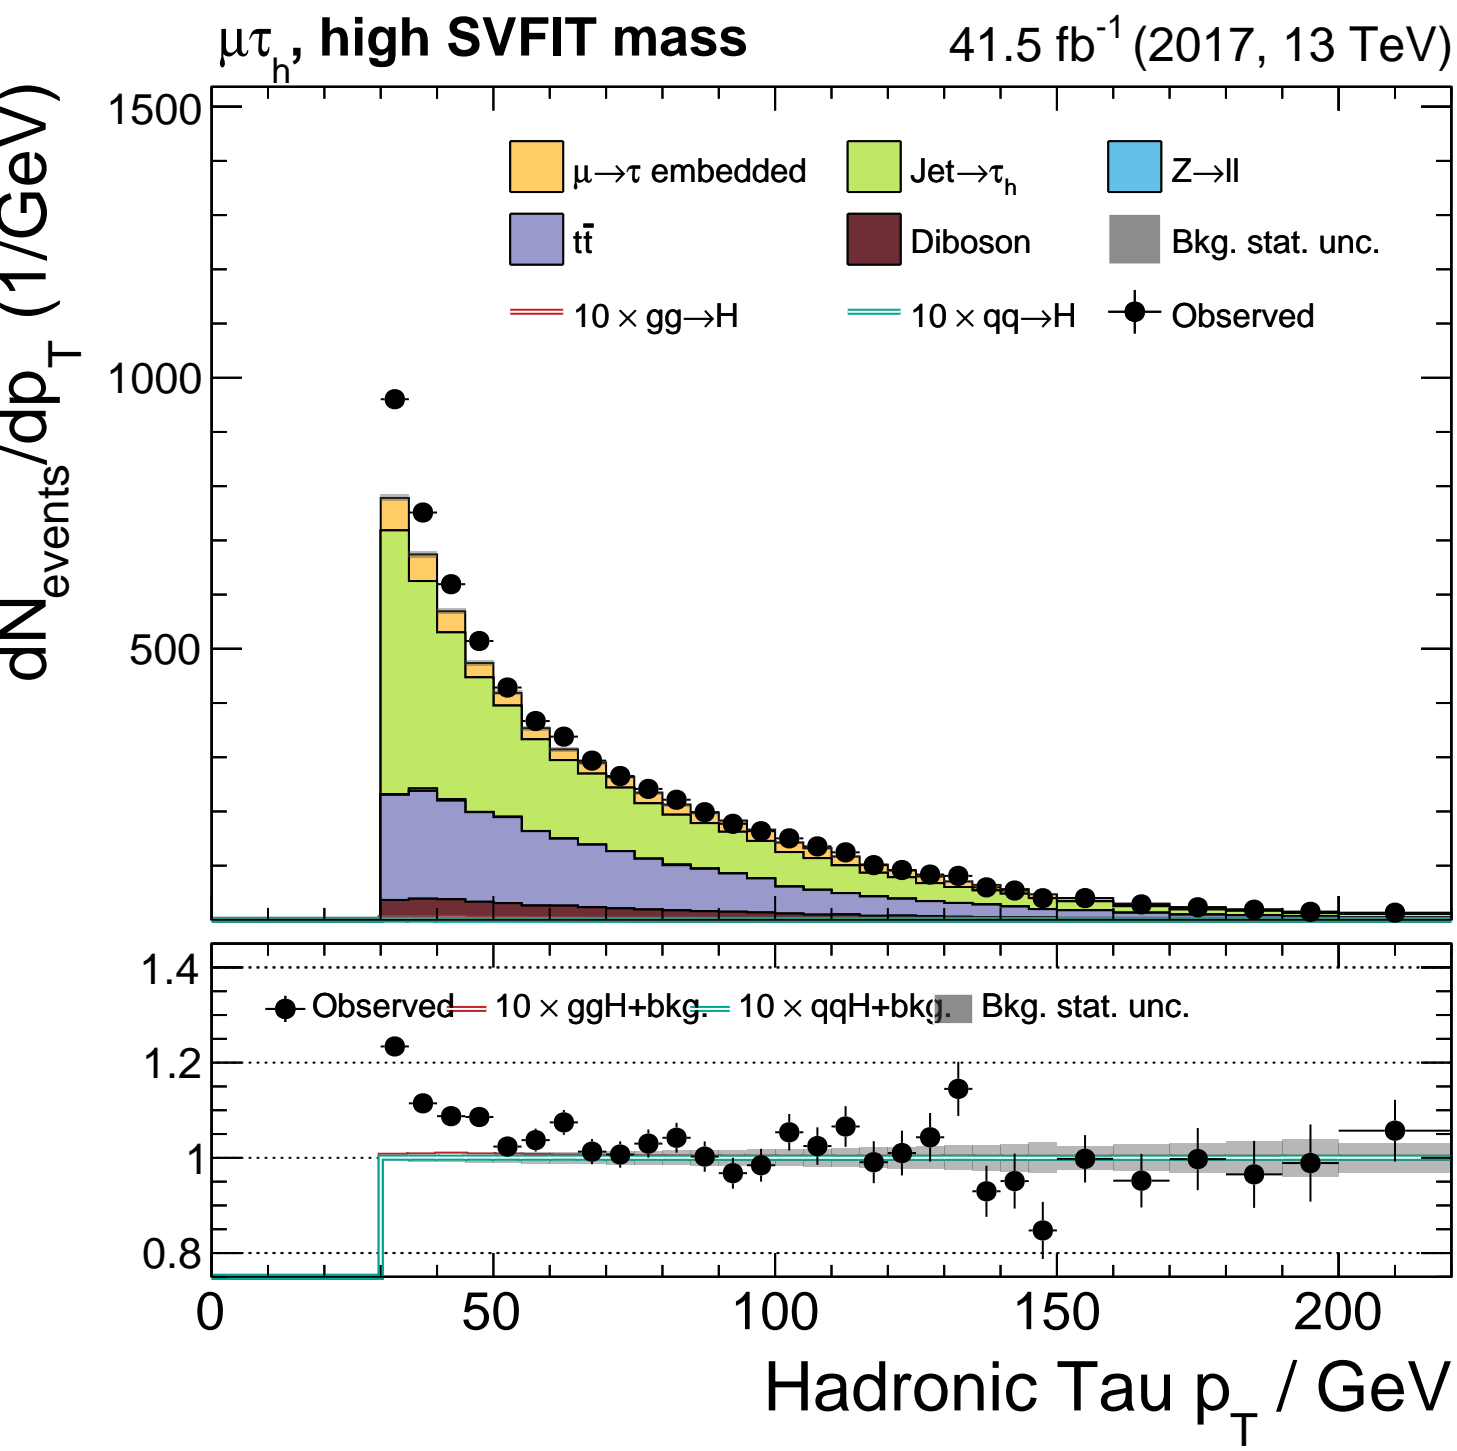 μτh, high SVFIT mass 41.5 fb-1 (2017, 13 TeV)
dNevents/dpT (1/GeV)
1500
1000
500
μ→τ embedded Jet→τh Z→ll
tt̄ Diboson Bkg. stat. unc.
10 × gg→H 10 × qq→H Observed
1.4
1.2
1
0.8
Observed 10 × ggH+bkg. 10 × qqH+bkg. Bkg. stat. unc.
0 50 100 150 200
Hadronic Tau pT / GeV